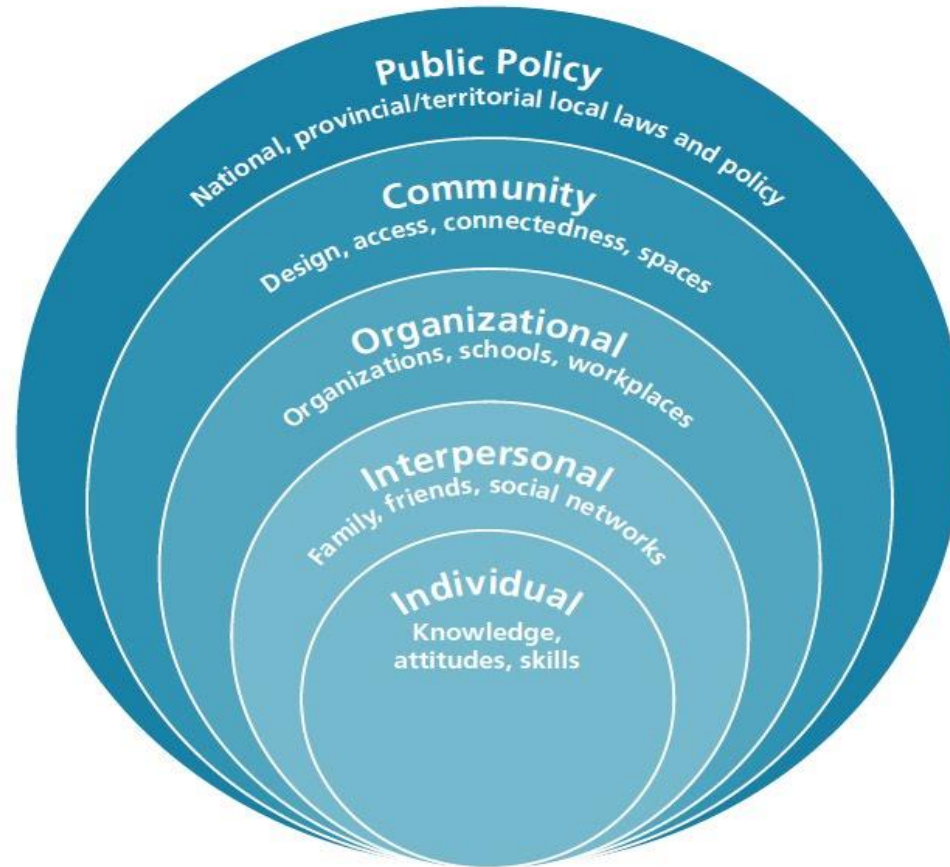 Public Policy
National, provincial/territorial local laws and policy
Community
Design, access, connectedness, spaces
Organizational
Organizations, schools, workplaces
Interpersonal
Family, friends, social networks
Individual
Knowledge,
attitudes, skills